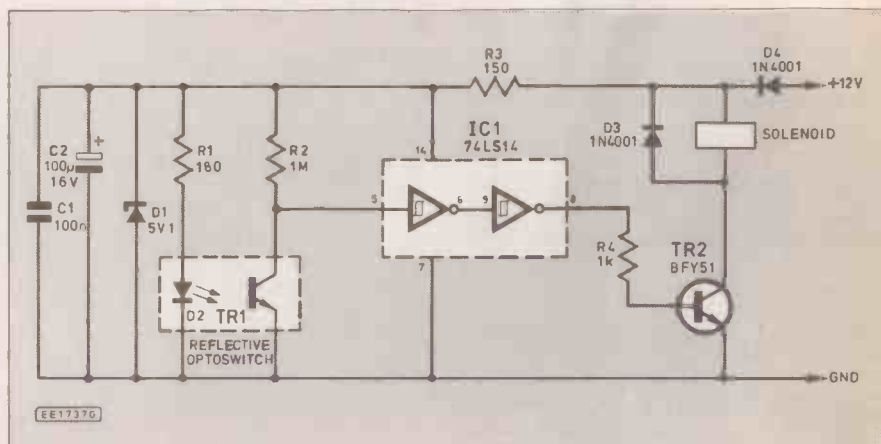 D4
1N4001
+12V
R3
150
IC1
74LS14
D3
1N4001
SOLENOID
C2
100µ
16V
+
C1
100n
D1
5V1
R1
180
R2
1M
14
5
6
9
8
7
R4
1k
TR2
BFY51
D2
TR1
REFLECTIVE
OPTOSWITCH
GND
EE1737G